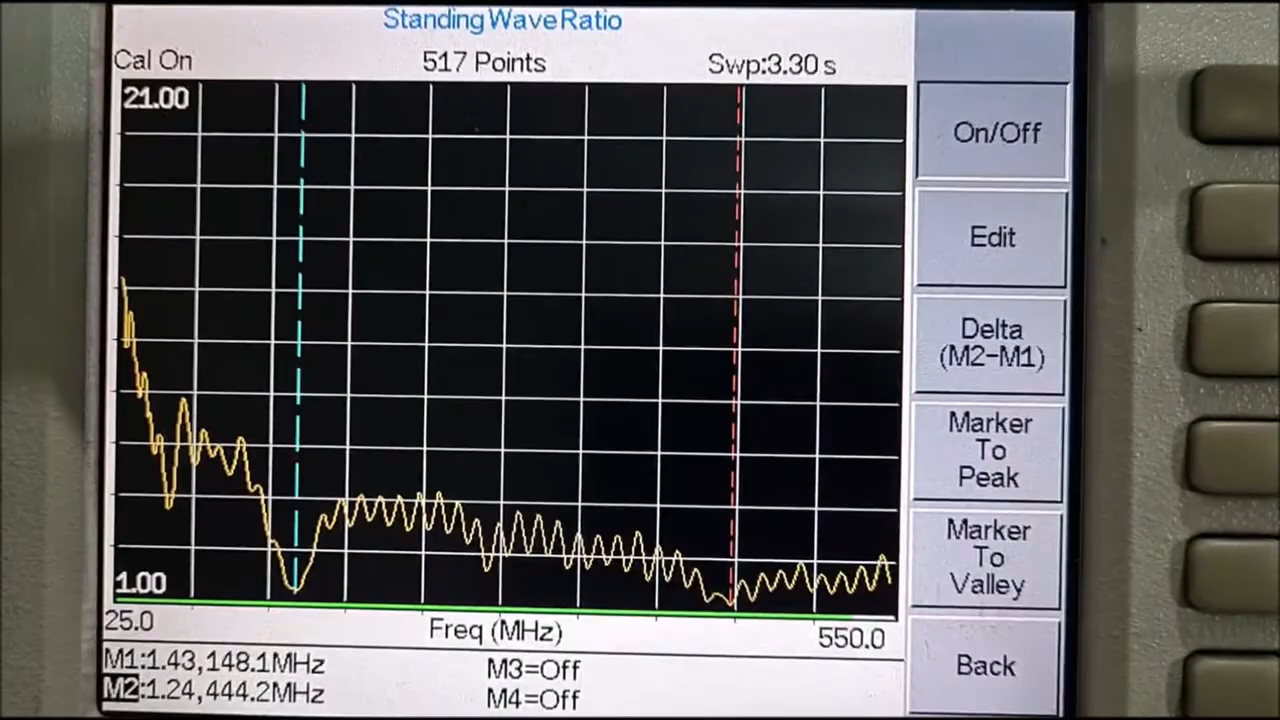 Standing Wave Ratio
Cal On 517 Points Swp:3.30 s
21.00
1.00
25.0 Freq (MHz) 550.0
M1:1.43,148.1MHz M3=Off
M2:1.24,444.2MHz M4=Off
On/Off
Edit
Delta
(M2-M1)
Marker
To
Peak
Marker
To
Valley
Back